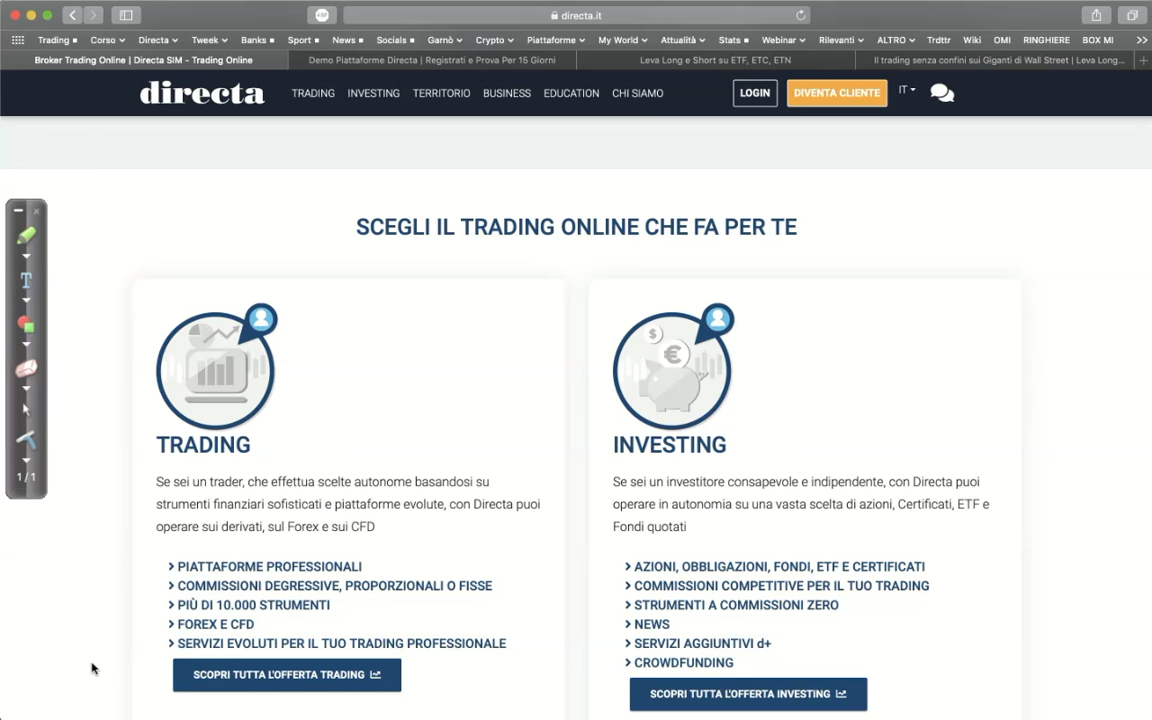 directa.it
Trading Corso Directa Tweek Banks Sport News Socials Garnò Crypto Piattaforme My World Attualità Stats Webinar Rilevanti ALTRO Trdttr Wiki OMI RINGHIERE BOX MI
Broker Trading Online | Directa SIM - Trading Online
Demo Piattaforme Directa | Registrati e Prova Per 15 Giorni
Leva Long e Short su ETF, ETC, ETN
Il trading senza confini sui Giganti di Wall Street | Leva Long...
directa TRADING INVESTING TERRITORIO BUSINESS EDUCATION CHI SIAMO LOGIN DIVENTA CLIENTE IT
SCEGLI IL TRADING ONLINE CHE FA PER TE
TRADING
Se sei un trader, che effettua scelte autonome basandosi su
strumenti finanziari sofisticati e piattaforme evolute, con Directa puoi
operare sui derivati, sul Forex e sui CFD
PIATTAFORME PROFESSIONALI
COMMISSIONI DEGRESSIVE, PROPORZIONALI O FISSE
PIÙ DI 10.000 STRUMENTI
FOREX E CFD
SERVIZI EVOLUTI PER IL TUO TRADING PROFESSIONALE
SCOPRI TUTTA L'OFFERTA TRADING
INVESTING
Se sei un investitore consapevole e indipendente, con Directa puoi
operare in autonomia su una vasta scelta di azioni, Certificati, ETF e
Fondi quotati
AZIONI, OBBLIGAZIONI, FONDI, ETF E CERTIFICATI
COMMISSIONI COMPETITIVE PER IL TUO TRADING
STRUMENTI A COMMISSIONI ZERO
NEWS
SERVIZI AGGIUNTIVI d+
CROWDFUNDING
SCOPRI TUTTA L'OFFERTA INVESTING
1/1